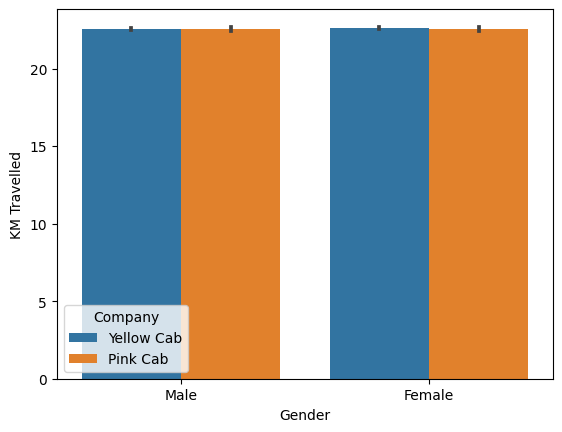 20
15
10
5
0
KM Travelled
Company
Yellow Cab
Pink Cab
Male
Female
Gender